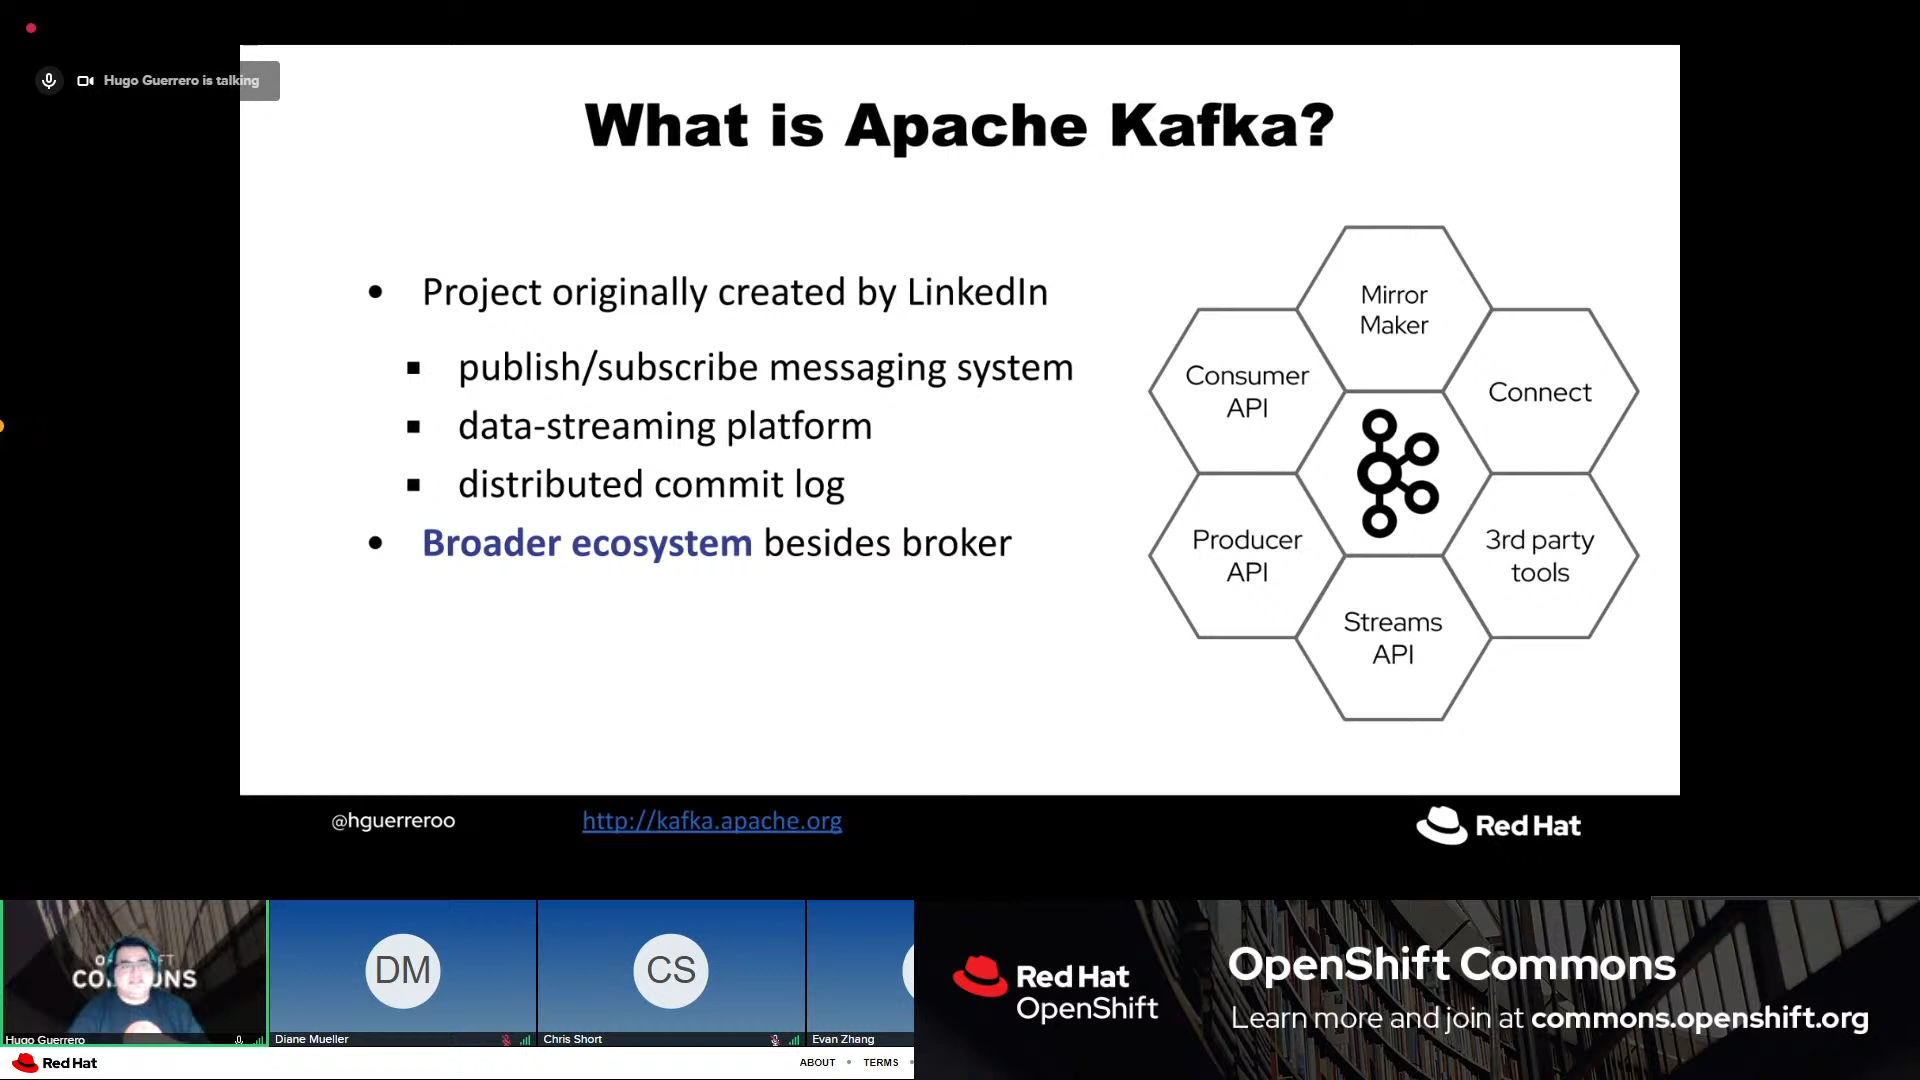 Hugo Guerrero is talking
What is Apache Kafka?
• Project originally created by LinkedIn
▪ publish/subscribe messaging system
▪ data-streaming platform
▪ distributed commit log
• Broader ecosystem besides broker
Mirror
Maker
Consumer
API
Connect
Producer
API
3rd party
tools
Streams
API
@hguerreroo
http://kafka.apache.org
Red Hat
COMMONS
Hugo Guerrero
DM
Diane Mueller
CS
Chris Short
Evan Zhang
Red Hat
ABOUT • TERMS •
Red Hat
OpenShift
OpenShift Commons
Learn more and join at commons.openshift.org